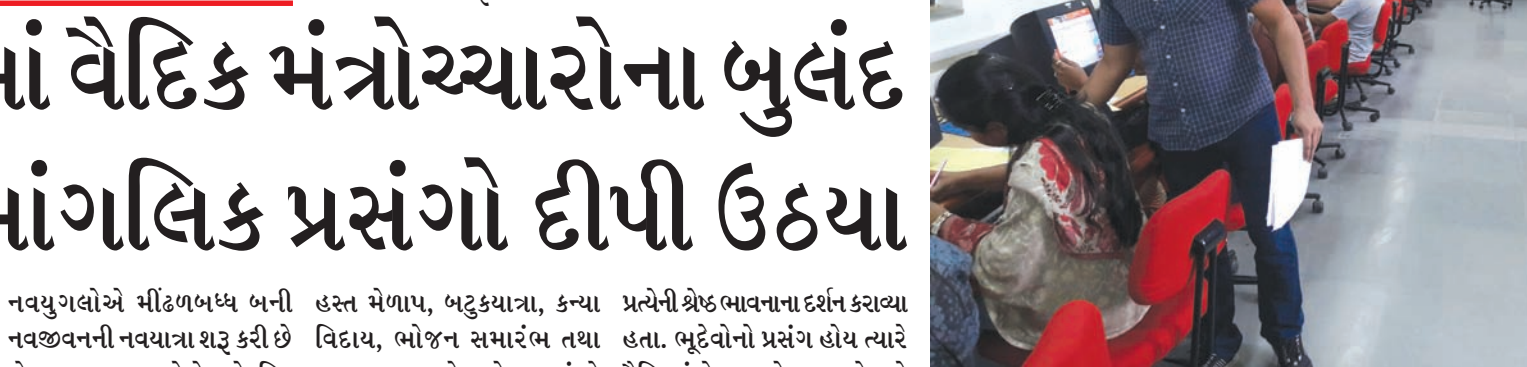 વૈદિક મંત્રોચ્ચારોના બુલંદ
માંગલિક પ્રસંગો દીપી ઉઠયા
નવયુગલોએ મીંઢળબધ્ધ બની
નવજીવનની નવયાત્રા શરૂ કરી છે
હસ્ત મેળાપ, બટુકયાત્રા, કન્યા
વિદાય, ભોજન સમારંભ તથા
પ્રત્યેની શ્રેષ્ઠ ભાવનાના દર્શન કરાવ્યા
હતા. ભૂદેવોનો પ્રસંગ હોય ત્યારે